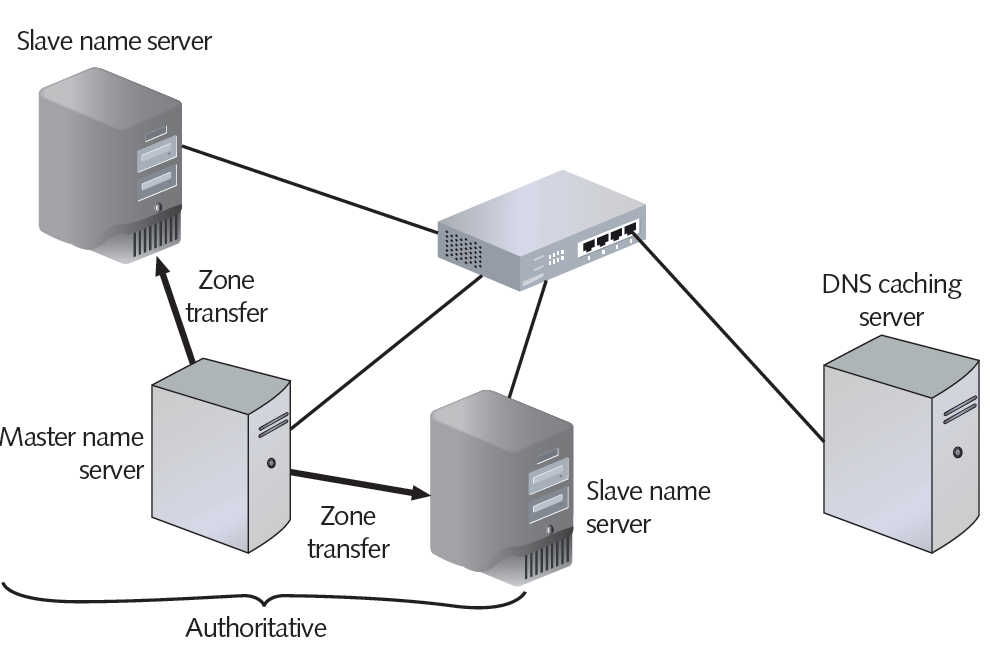 Slave name server
Zone
transfer
DNS caching
server
Master name
server
Slave name
server
Zone
transfer
Authoritative